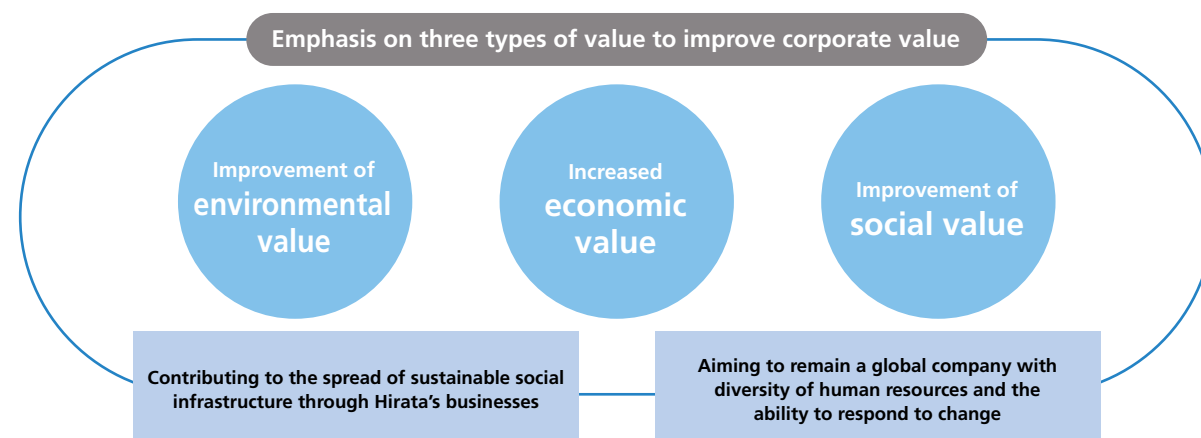 Emphasis on three types of value to improve corporate value
Improvement of
environmental
value
Increased
economic
value
Improvement of
social value
Contributing to the spread of sustainable social
infrastructure through Hirata’s businesses
Aiming to remain a global company with
diversity of human resources and the
ability to respond to change